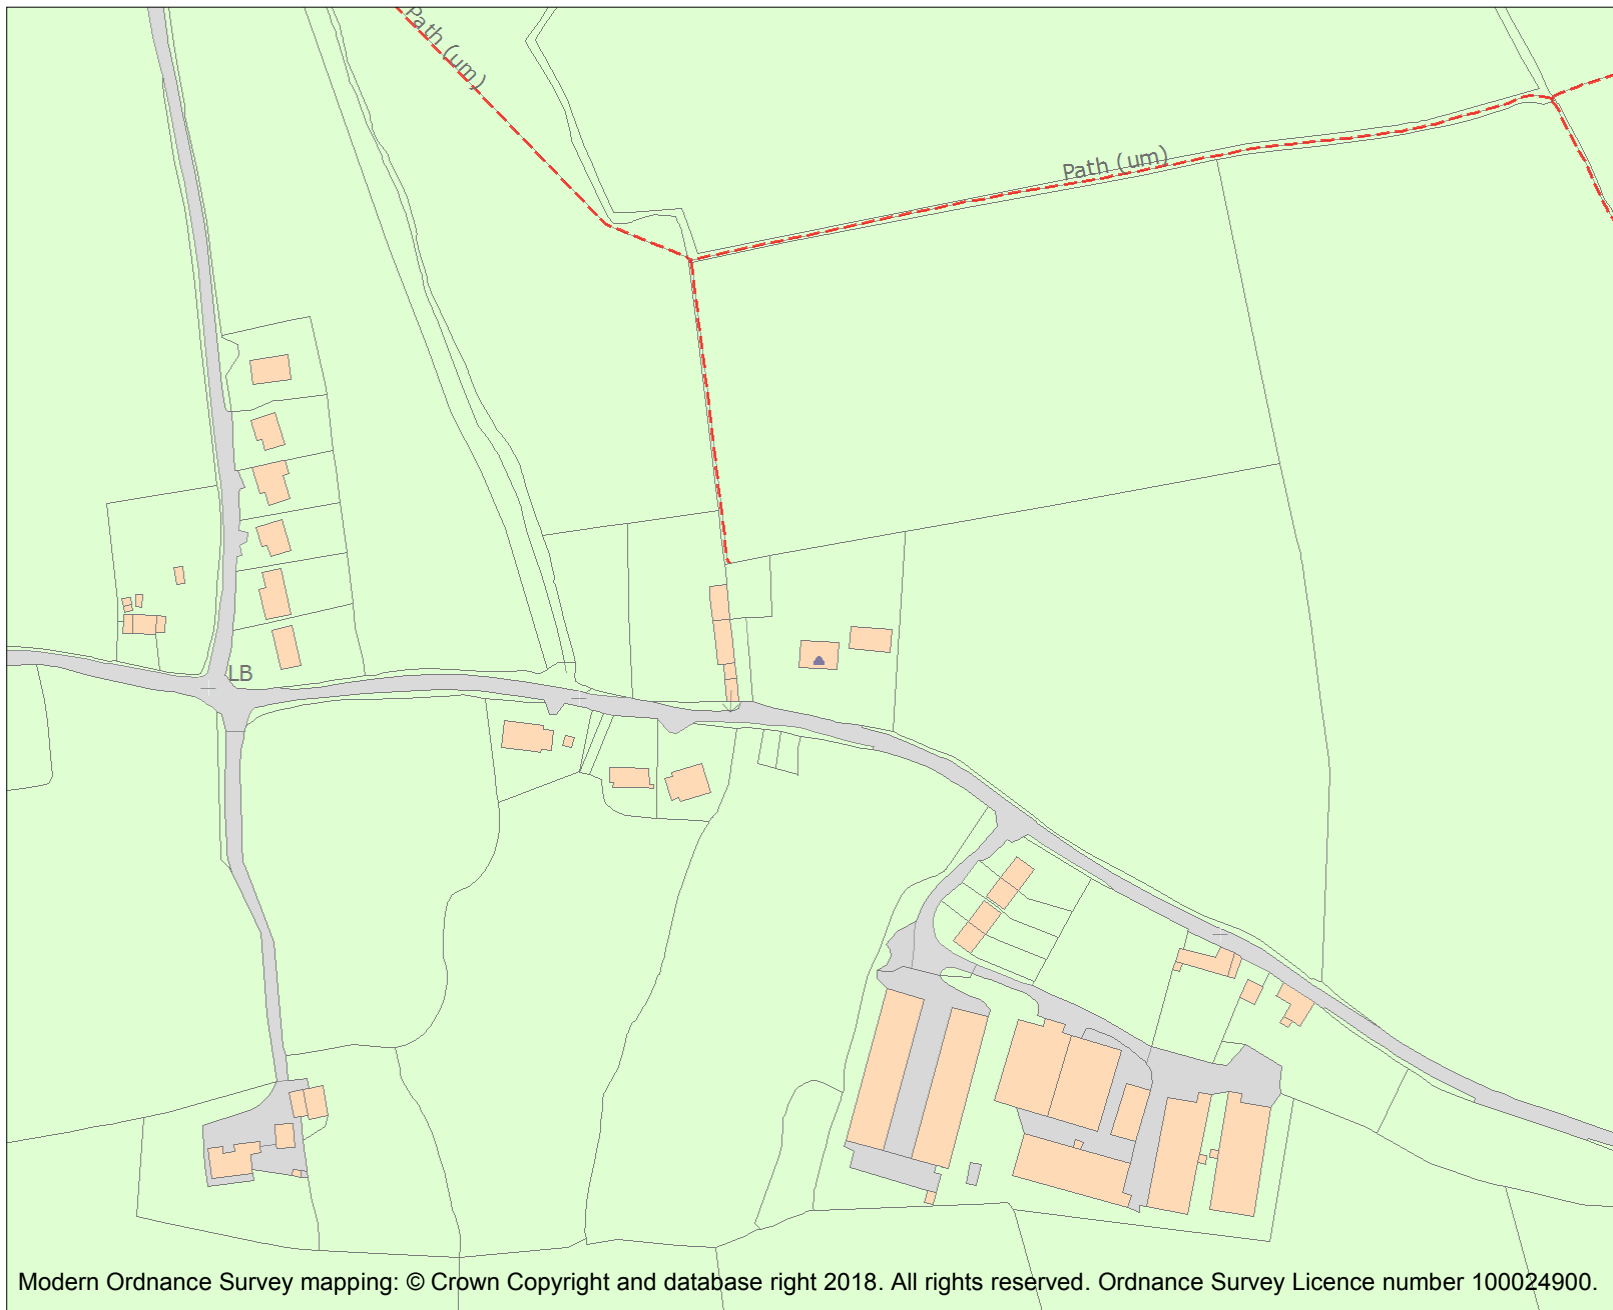 Path (um)
Path (um)
LB
Modern Ordnance Survey mapping: © Crown Copyright and database right 2018. All rights reserved. Ordnance Survey Licence number 100024900.